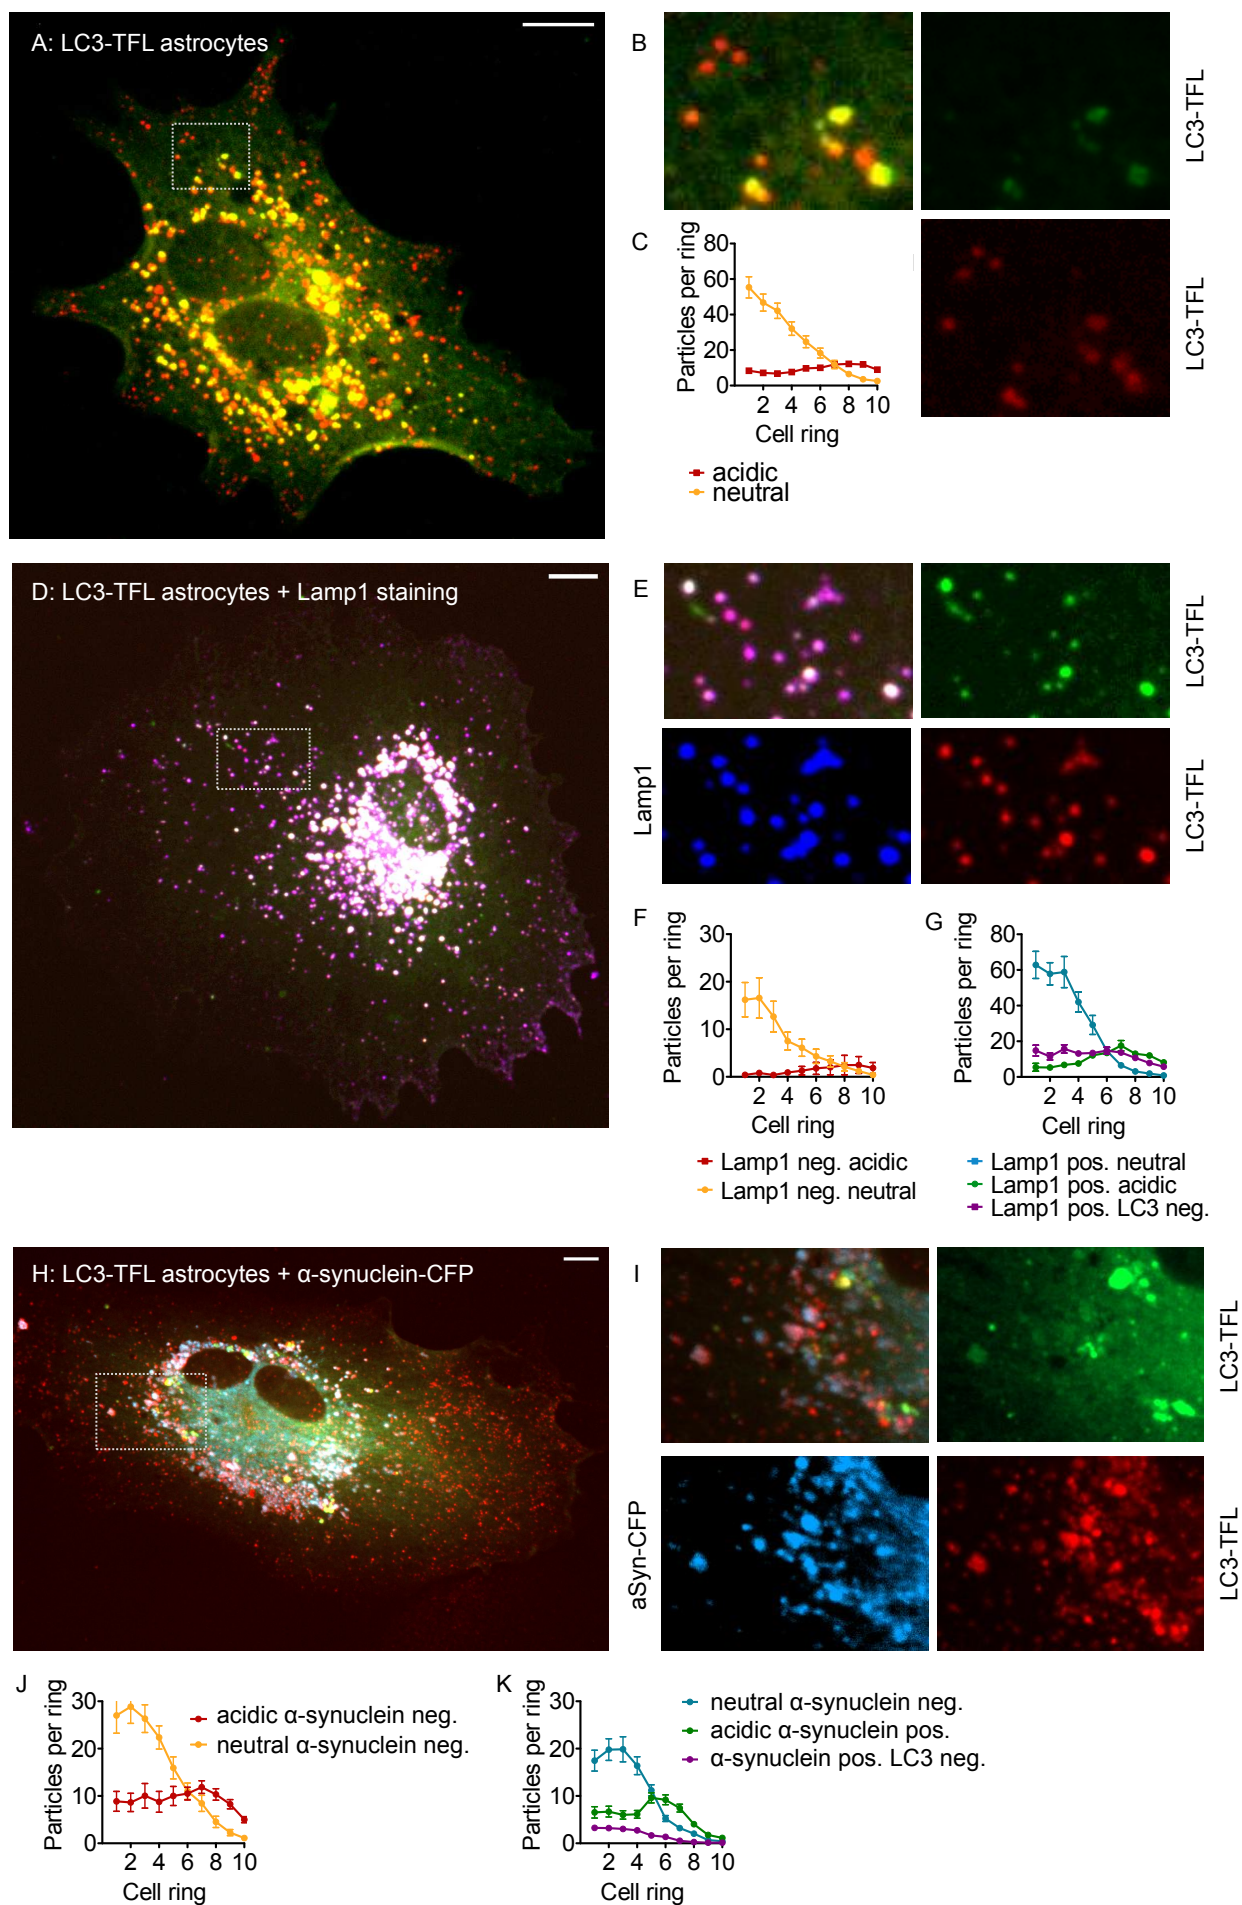 A: LC3-TFL astrocytes
B
LC3-TFL
C
Particles per ring
80
60
40
20
0
2 4 6 8 10
Cell ring
acidic
neutral
LC3-TFL
D: LC3-TFL astrocytes + Lamp1 staining
E
LC3-TFL
Lamp1
LC3-TFL
F
Particles per ring
30
20
10
0
2 4 6 8 10
Cell ring
Lamp1 neg. acidic
Lamp1 neg. neutral
G
Particles per ring
80
60
40
20
0
2 4 6 8 10
Cell ring
Lamp1 pos. neutral
Lamp1 pos. acidic
Lamp1 pos. LC3 neg.
H: LC3-TFL astrocytes + α-synuclein-CFP
I
LC3-TFL
aSyn-CFP
LC3-TFL
J
Particles per ring
30
20
10
0
2 4 6 8 10
Cell ring
acidic α-synuclein neg.
neutral α-synuclein neg.
K
Particles per ring
30
20
10
0
2 4 6 8 10
Cell ring
neutral α-synuclein neg.
acidic α-synuclein pos.
α-synuclein pos. LC3 neg.